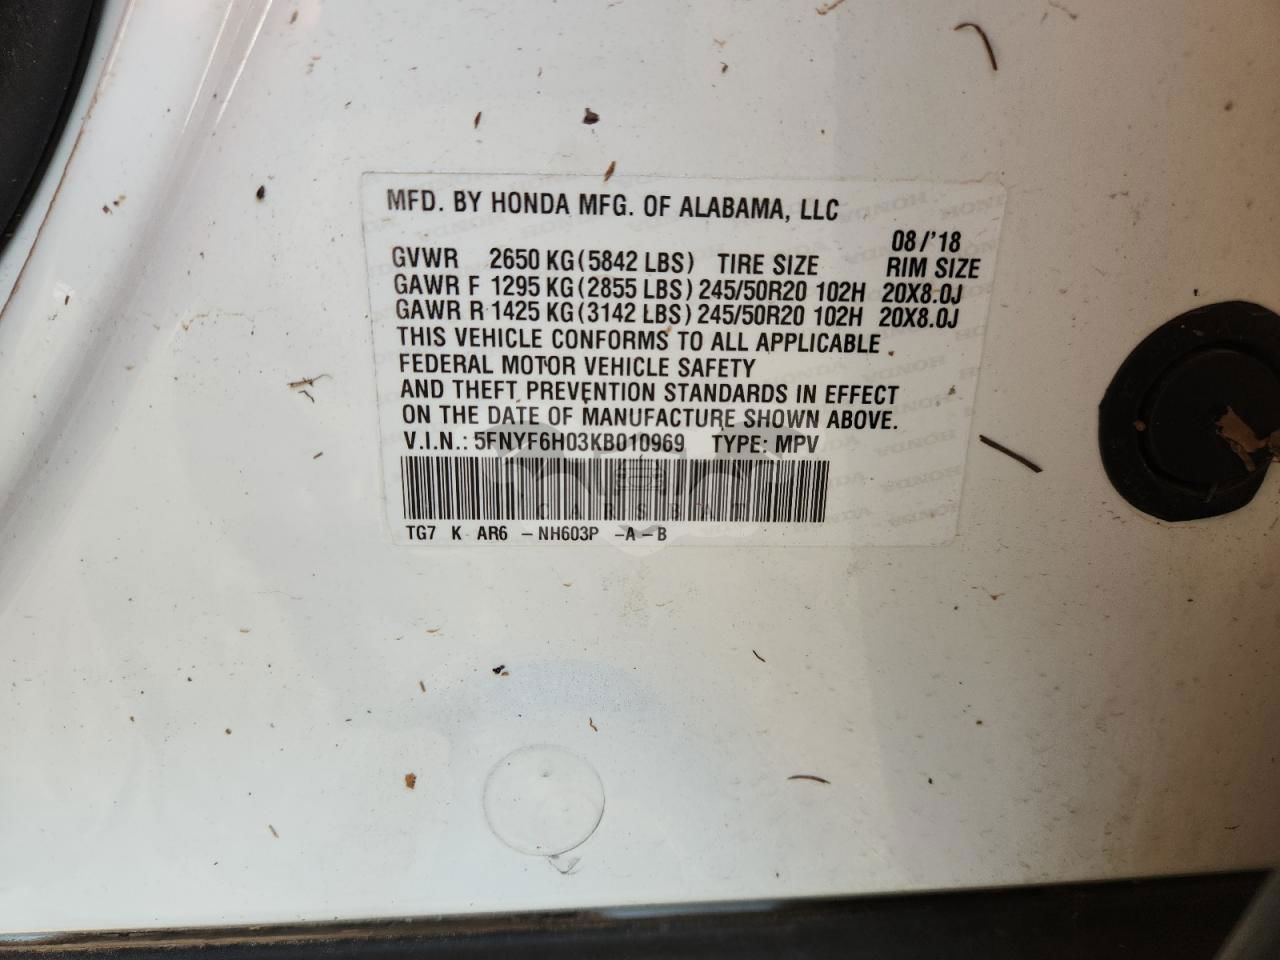 MFD. BY HONDA MFG. OF ALABAMA, LLC
08/'18
GVWR 2650 KG(5842 LBS) TIRE SIZE RIM SIZE
GAWR F 1295 KG(2855 LBS) 245/50R20 102H 20X8.0J
GAWR R 1425 KG(3142 LBS) 245/50R20 102H 20X8.0J
THIS VEHICLE CONFORMS TO ALL APPLICABLE
FEDERAL MOTOR VEHICLE SAFETY
AND THEFT PREVENTION STANDARDS IN EFFECT
ON THE DATE OF MANUFACTURE SHOWN ABOVE.
V.I.N.: 5FNYF6H03KB010969 TYPE: MPV
CARSBAT
TG7 K AR6 -NH603P -A-B